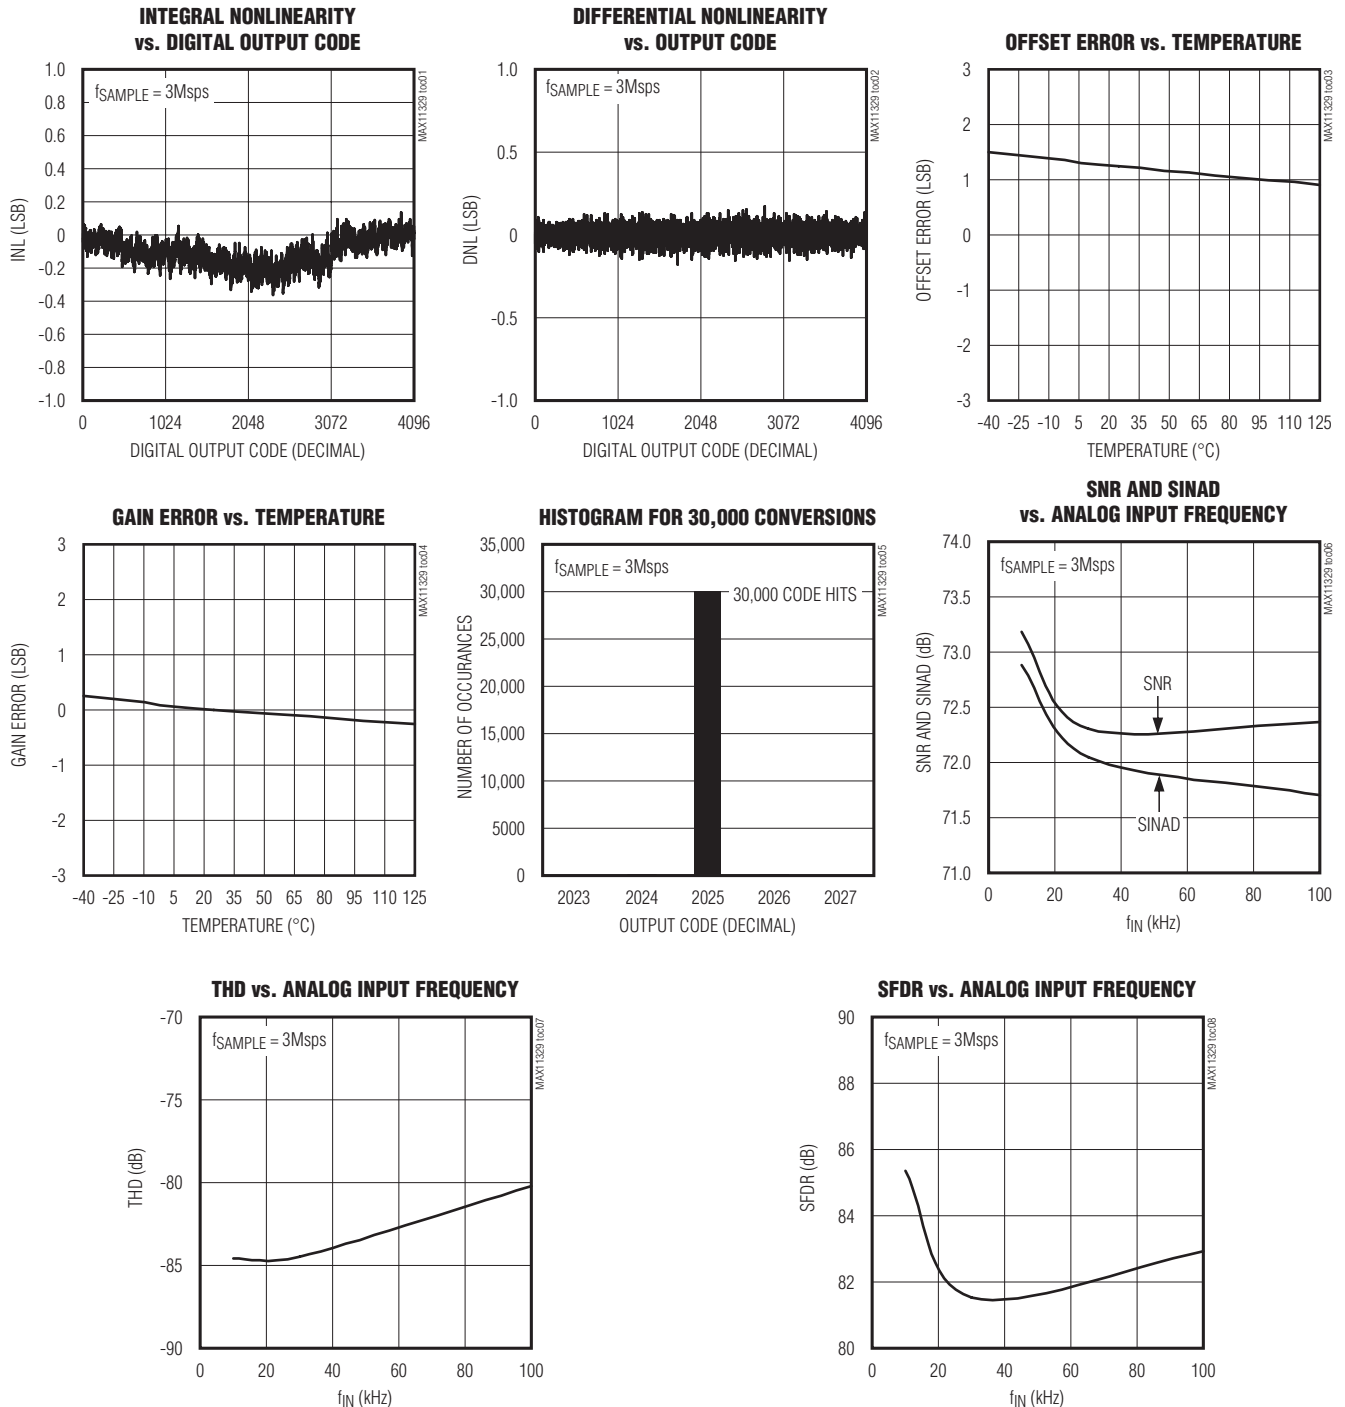 INTEGRAL NONLINEARITY
vs. DIGITAL OUTPUT CODE
fSAMPLE = 3Msps
MAX11329 toc01
INL (LSB)
1.0
0.8
0.6
0.4
0.2
0
-0.2
-0.4
-0.6
-0.8
-1.0
0 1024 2048 3072 4096
DIGITAL OUTPUT CODE (DECIMAL)
DIFFERENTIAL NONLINEARITY
vs. OUTPUT CODE
fSAMPLE = 3Msps
MAX11329 toc02
DNL (LSB)
1.0
0.5
0
-0.5
-1.0
0 1024 2048 3072 4096
DIGITAL OUTPUT CODE (DECIMAL)
OFFSET ERROR vs. TEMPERATURE
MAX11329 toc03
OFFSET ERROR (LSB)
3
2
1
0
-1
-2
-3
-40 -25 -10 5 20 35 50 65 80 95 110 125
TEMPERATURE (°C)
GAIN ERROR vs. TEMPERATURE
MAX11329 toc04
GAIN ERROR (LSB)
3
2
1
0
-1
-2
-3
-40 -25 -10 5 20 35 50 65 80 95 110 125
TEMPERATURE (°C)
HISTOGRAM FOR 30,000 CONVERSIONS
fSAMPLE = 3Msps
30,000 CODE HITS
MAX11329 toc05
NUMBER OF OCCURANCES
35,000
30,000
25,000
20,000
15,000
10,000
5000
0
2023 2024 2025 2026 2027
OUTPUT CODE (DECIMAL)
SNR AND SINAD
vs. ANALOG INPUT FREQUENCY
fSAMPLE = 3Msps
MAX11329 toc06
SNR AND SINAD (dB)
74.0
73.5
73.0
72.5
72.0
71.5
71.0
SNR
SINAD
0 20 40 60 80 100
fIN (kHz)
THD vs. ANALOG INPUT FREQUENCY
fSAMPLE = 3Msps
MAX11329 toc07
THD (dB)
-70
-75
-80
-85
-90
0 20 40 60 80 100
fIN (kHz)
SFDR vs. ANALOG INPUT FREQUENCY
fSAMPLE = 3Msps
MAX11329 toc08
SFDR (dB)
90
88
86
84
82
80
0 20 40 60 80 100
fIN (kHz)